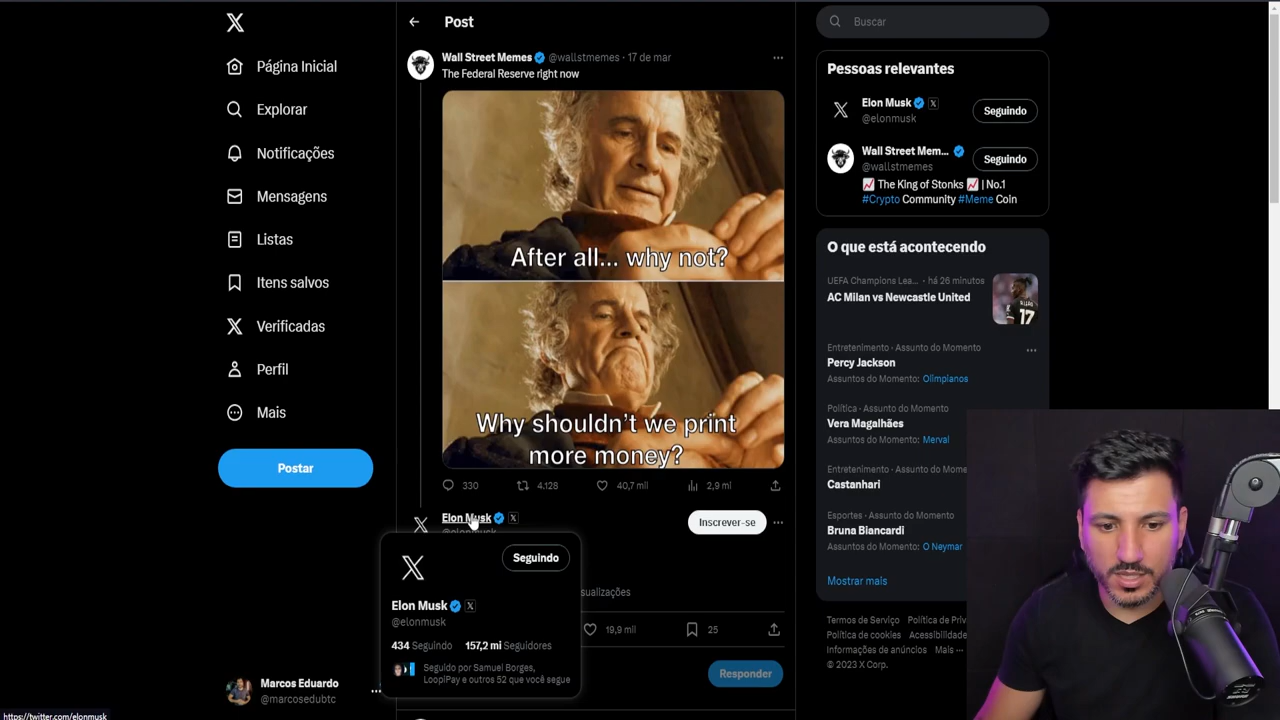 Página Inicial
Explorar
Notificações
Mensagens
Listas
Itens salvos
Verificadas
Perfil
Mais
Postar
Marcos Eduardo
@marcosedubtc
https://twitter.com/elonmusk
Post
Wall Street Memes @wallstmemes · 17 de mar
The Federal Reserve right now
After all... why not?
Why shouldn't we print
more money?
330 4.128 40,7 mil 2,9 mi
Elon Musk
@elonmusk
Inscrever-se
Seguindo
Elon Musk
@elonmusk
434 Seguindo 157,2 mi Seguidores
Seguido por Samuel Borges,
LoopiPay e outros 52 que você segue
sualizações
19,9 mil 25
Responder
Buscar
Pessoas relevantes
Elon Musk
@elonmusk
Seguindo
Wall Street Mem...
@wallstmemes
Seguindo
📈 The King of Stonks 📈 | No.1
#Crypto Community #Meme Coin
O que está acontecendo
UEFA Champions Lea... · há 26 minutos
AC Milan vs Newcastle United
17
Entretenimento · Assunto do Momento
Percy Jackson
Assuntos do Momento: Olimpianos
Política · Assunto do Momento
Vera Magalhães
Assuntos do Momento: Merval
Entretenimento · Assunto do Mome
Castanhari
Esportes · Assunto do Momento
Bruna Biancardi
Assuntos do Momento: O Neymar
Mostrar mais
Termos de Serviço Política de Priv
Política de cookies Acessibilidade
Informações de anúncios Mais ···
© 2023 X Corp.